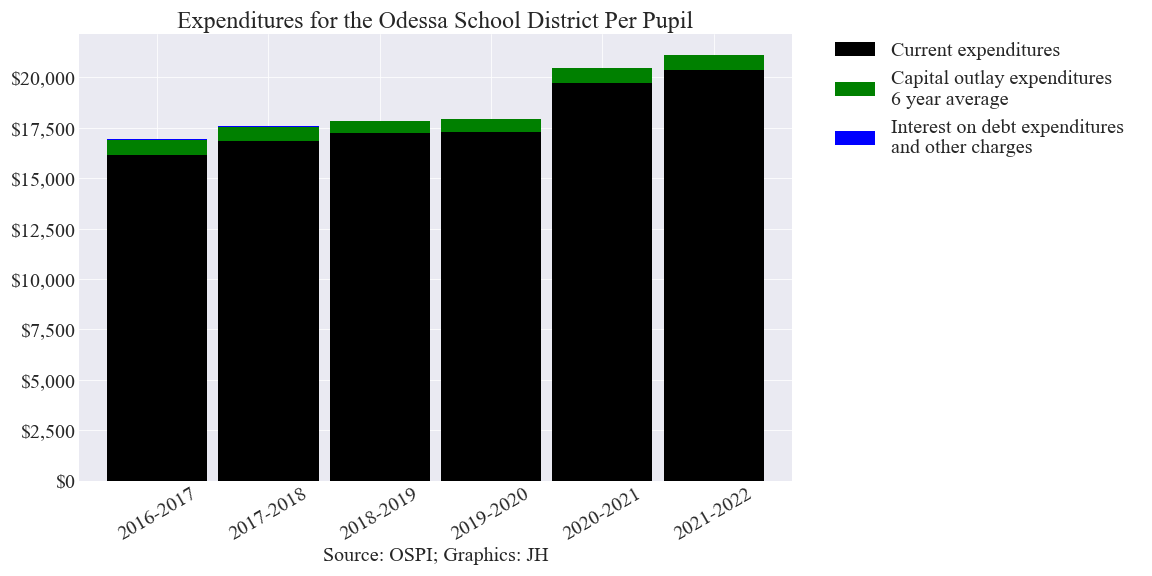 Expenditures for the Odessa School District Per Pupil
$20,000
$17,500
$15,000
$12,500
$10,000
$7,500
$5,000
$2,500
$0
2016-2017
2017-2018
2018-2019
2019-2020
2020-2021
2021-2022
Source: OSPI; Graphics: JH
Current expenditures
Capital outlay expenditures
6 year average
Interest on debt expenditures
and other charges